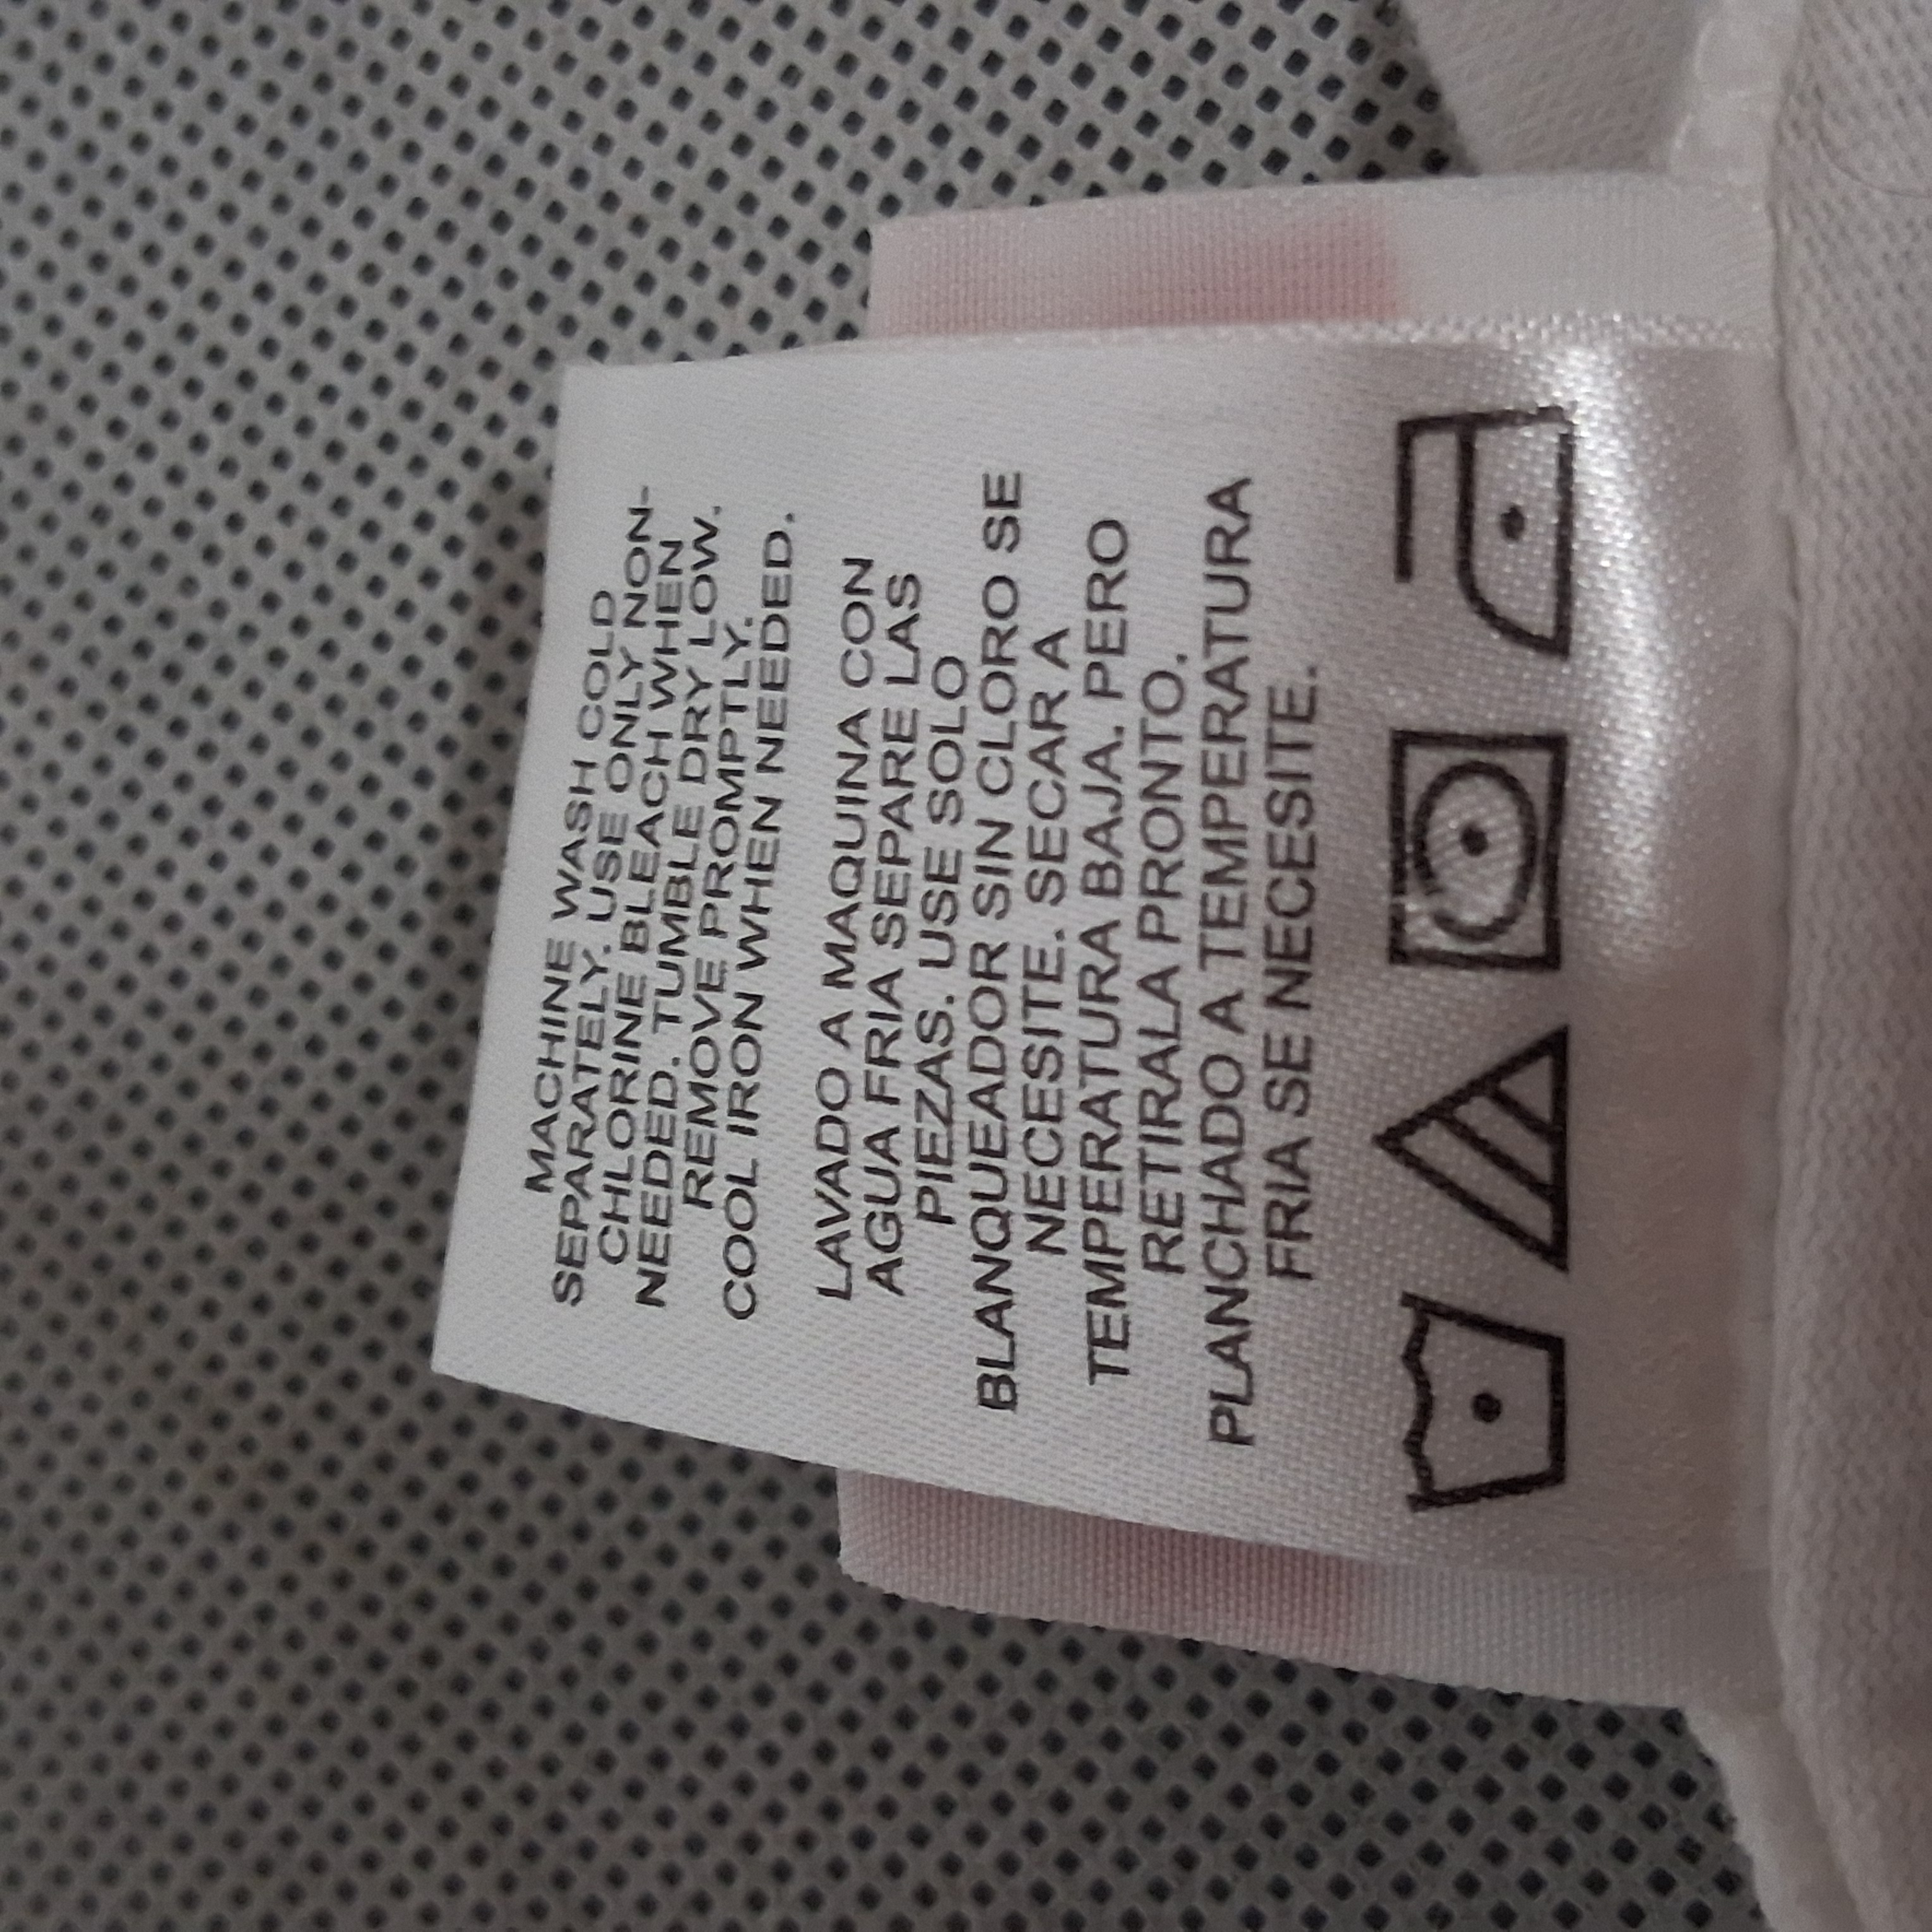 MACHINE WASH COLD
SEPARATELY. USE ONLY NON-
CHLORINE BLEACH WHEN
NEEDED. TUMBLE DRY LOW.
REMOVE PROMPTLY.
COOL IRON WHEN NEEDED.
LAVADO A MAQUINA CON
AGUA FRIA SEPARE LAS
PIEZAS. USE SOLO
BLANQUEADOR SIN CLORO SE
NECESITE. SECAR A
TEMPERATURA BAJA. PERO
RETIRALA PRONTO.
PLANCHADO A TEMPERATURA
FRIA SE NECESITE.